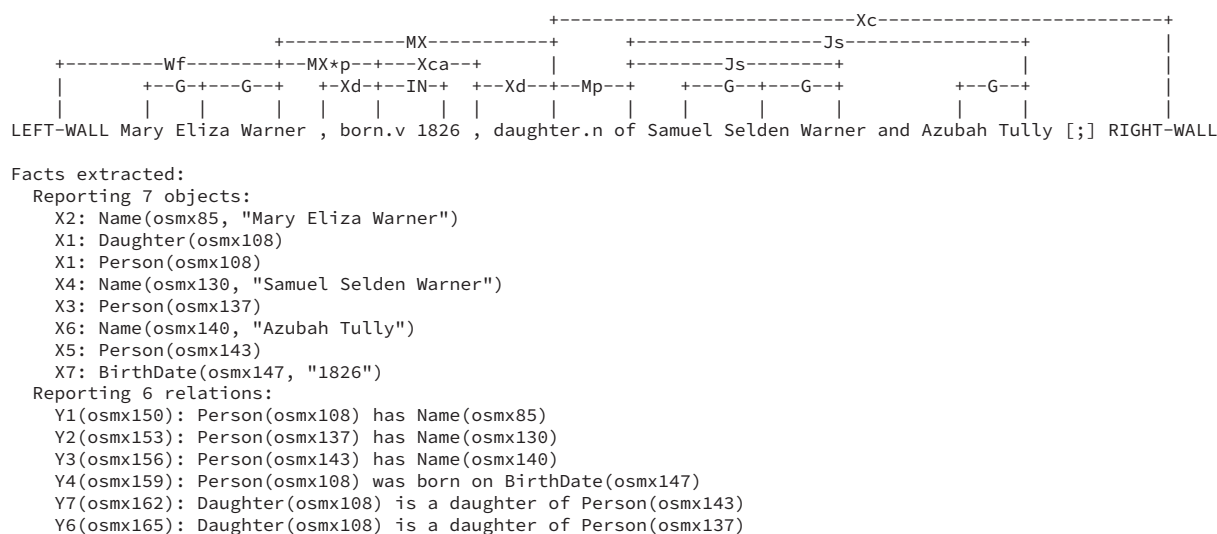 +---------------------------Xc--------------------------+
+-----------MX-----------+ +-----------------Js----------------+ |
+---------Wf--------+--MX*p--+---Xca--+ | +--------Js--------+ | |
| +--G-+---G--+ +-Xd-+--IN-+ +--Xd--+--Mp--+ +---G--+---G--+ +--G--+ |
| | | | | | | | | | | | | | | |
LEFT-WALL Mary Eliza Warner , born.v 1826 , daughter.n of Samuel Selden Warner and Azubah Tully [;] RIGHT-WALL
Facts extracted:
Reporting 7 objects:
X2: Name(osmx85, "Mary Eliza Warner")
X1: Daughter(osmx108)
X1: Person(osmx108)
X4: Name(osmx130, "Samuel Selden Warner")
X3: Person(osmx137)
X6: Name(osmx140, "Azubah Tully")
X5: Person(osmx143)
X7: BirthDate(osmx147, "1826")
Reporting 6 relations:
Y1(osmx150): Person(osmx108) has Name(osmx85)
Y2(osmx153): Person(osmx137) has Name(osmx130)
Y3(osmx156): Person(osmx143) has Name(osmx140)
Y4(osmx159): Person(osmx108) was born on BirthDate(osmx147)
Y7(osmx162): Daughter(osmx108) is a daughter of Person(osmx143)
Y6(osmx165): Daughter(osmx108) is a daughter of Person(osmx137)